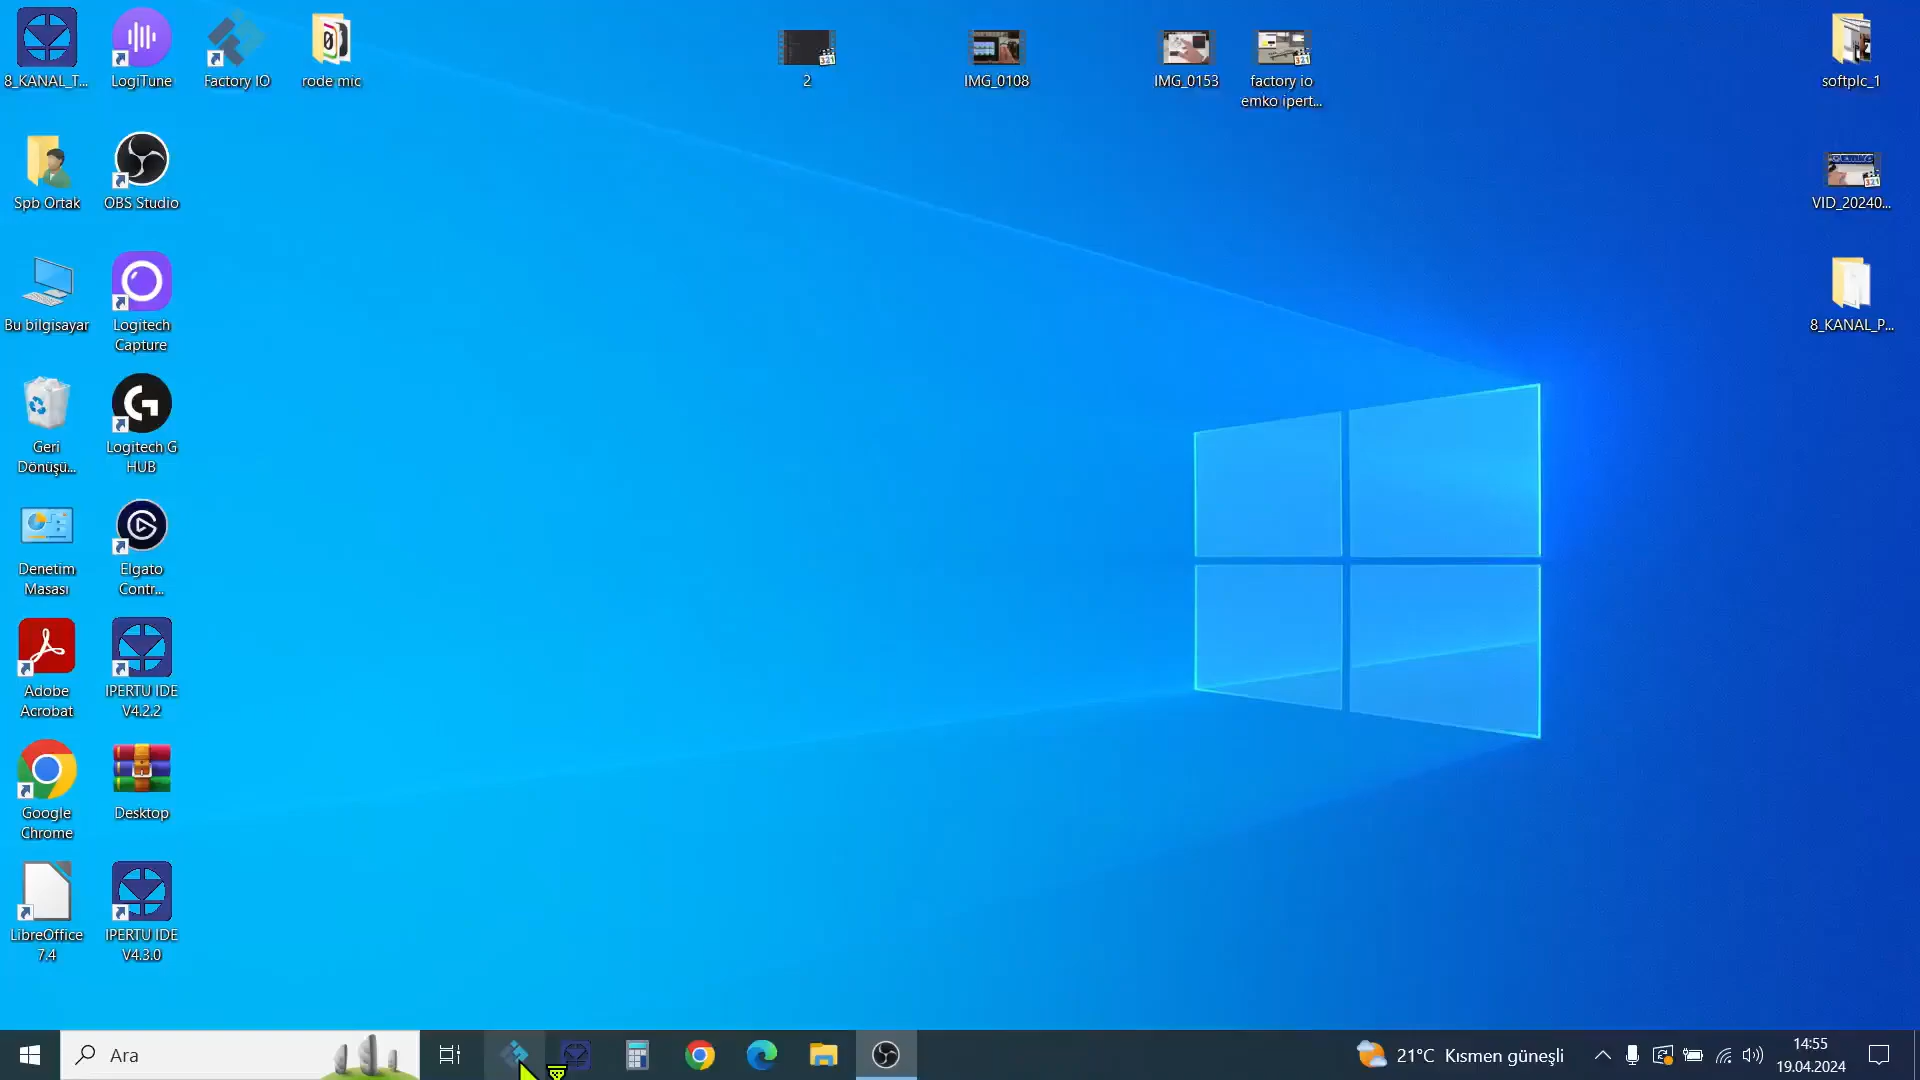 8_KANAL_T...
LogiTune
Factory IO
rode mic
2
IMG_0108
IMG_0153
factory io
emko ipert...
softplc_1
Spb Ortak
OBS Studio
VID_20240...
Bu bilgisayar
Logitech
Capture
8_KANAL_P...
Geri
Dönüşü...
Logitech G
HUB
Denetim
Masası
Elgato
Contr...
Adobe
Acrobat
IPERTU IDE
V4.2.2
Google
Chrome
Desktop
LibreOffice
7.4
IPERTU IDE
V4.3.0
Ara
21°C Kısmen güneşli
14:55
19.04.2024